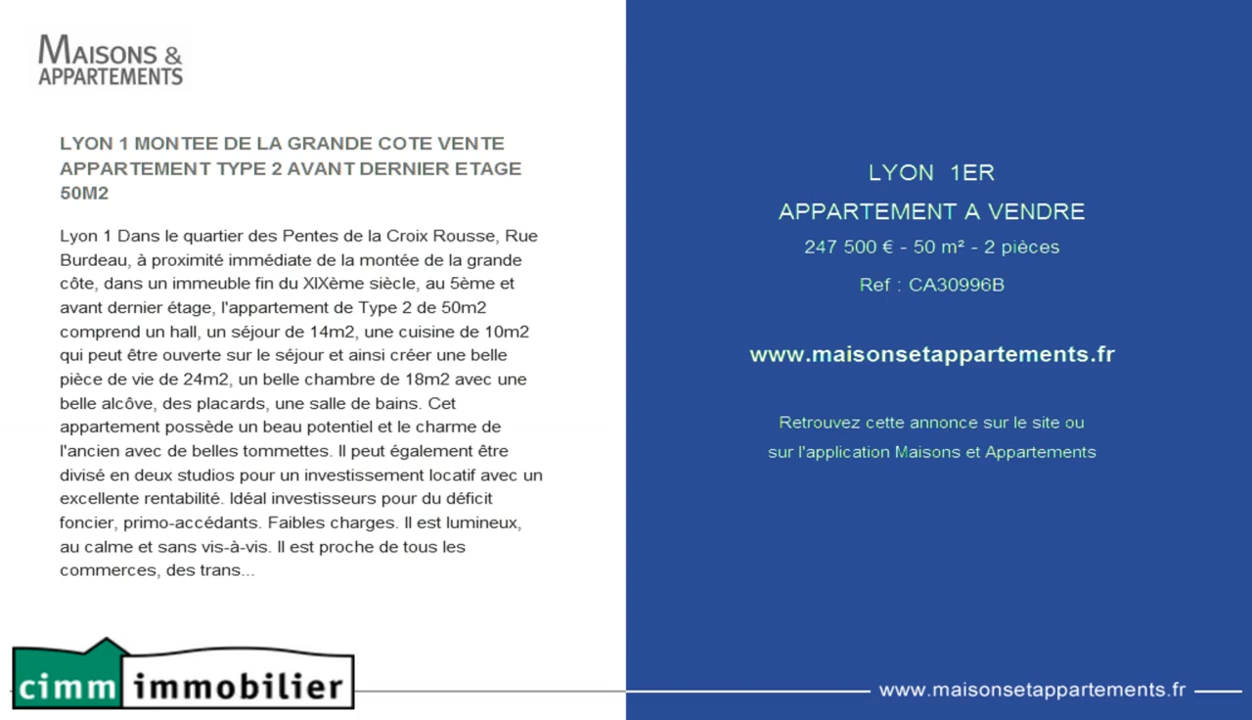 MAISONS &
APPARTEMENTS
LYON 1 MONTEE DE LA GRANDE COTE VENTE
APPARTEMENT TYPE 2 AVANT DERNIER ETAGE
50M2
Lyon 1 Dans le quartier des Pentes de la Croix Rousse, Rue
Burdeau, à proximité immédiate de la montée de la grande
côte, dans un immeuble fin du XIXème siècle, au 5ème et
avant dernier étage, l'appartement de Type 2 de 50m2
comprend un hall, un séjour de 14m2, une cuisine de 10m2
qui peut être ouverte sur le séjour et ainsi créer une belle
pièce de vie de 24m2, un belle chambre de 18m2 avec une
belle alcôve, des placards, une salle de bains. Cet
appartement possède un beau potentiel et le charme de
l'ancien avec de belles tommettes. Il peut également être
divisé en deux studios pour un investissement locatif avec un
excellente rentabilité. Idéal investisseurs pour du déficit
foncier, primo-accédants. Faibles charges. Il est lumineux,
au calme et sans vis-à-vis. Il est proche de tous les
commerces, des trans...
cimm immobilier
LYON 1ER
APPARTEMENT A VENDRE
247 500 € - 50 m² - 2 pièces
Ref : CA30996B
www.maisonsetappartements.fr
Retrouvez cette annonce sur le site ou
sur l'application Maisons et Appartements
www.maisonsetappartements.fr